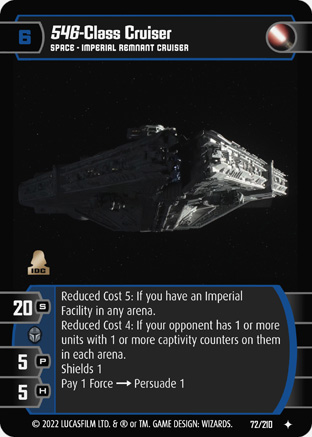 6
546-Class Cruiser
SPACE • IMPERIAL REMNANT CRUISER
IDC
20 S
5 P
5 H
Reduced Cost 5: If you have an Imperial
Facility in any arena.
Reduced Cost 4: If your opponent has 1 or more
units with 1 or more captivity counters on them
in each arena.
Shields 1
Pay 1 Force → Persuade 1
© 2022 LUCASFILM LTD. & ® or TM. GAME DESIGN: WIZARDS.
72/210